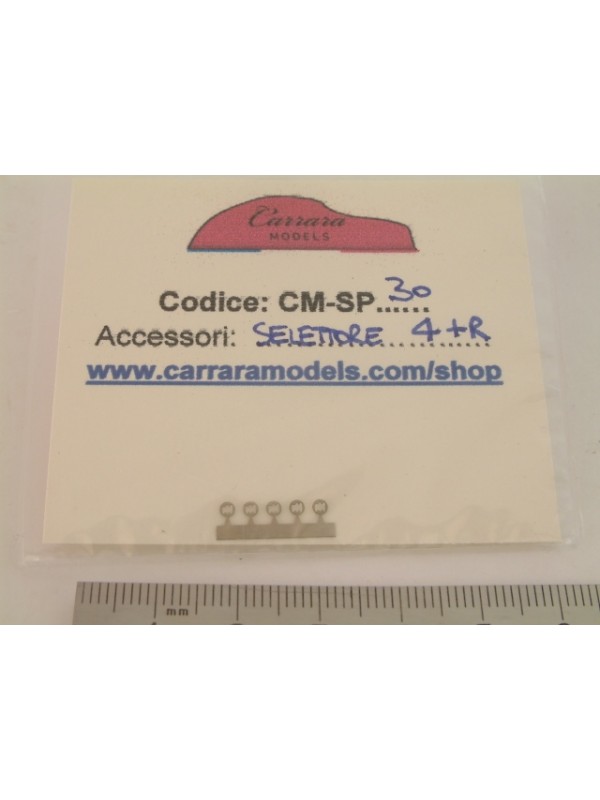 Carrara
MODELS
Codice: CM-SP...30...
Accessori: SELETTORE 4+R
www.carraramodels.com/shop
mm